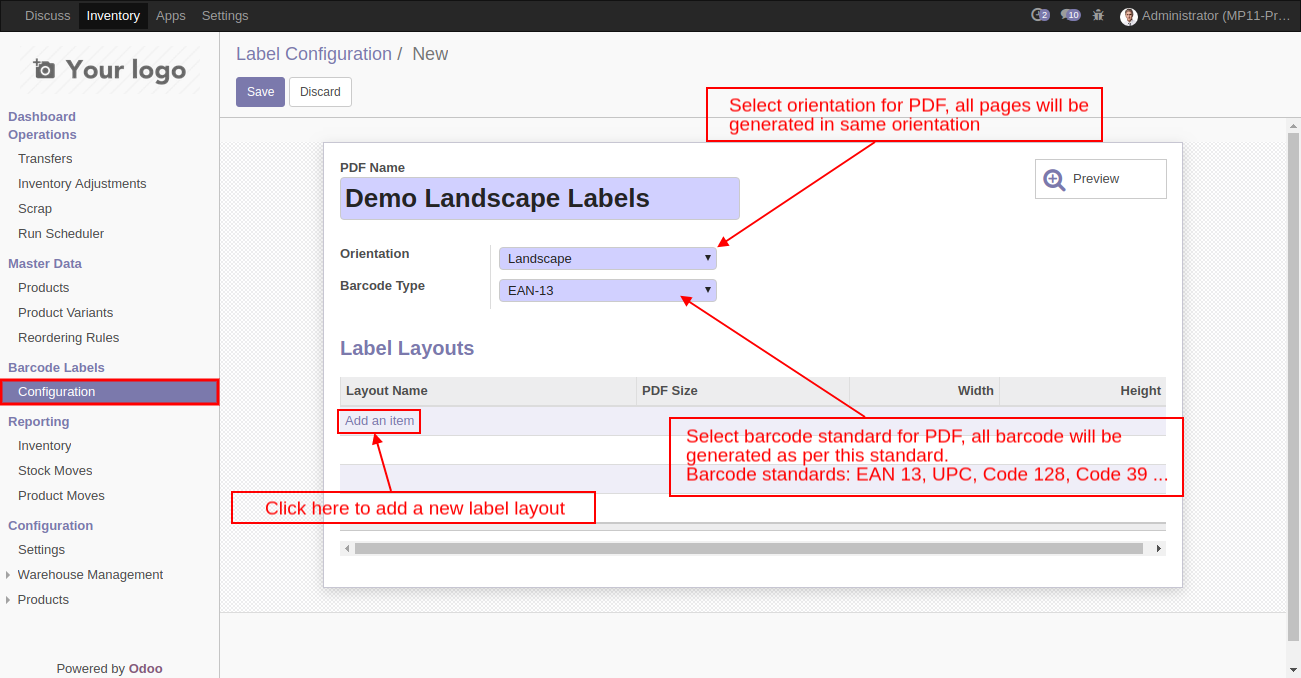 Discuss Inventory Apps Settings 2 10 Administrator (MP11-Pr...
Your logo
Dashboard
Operations
Transfers
Inventory Adjustments
Scrap
Run Scheduler
Master Data
Products
Product Variants
Reordering Rules
Barcode Labels
Configuration
Reporting
Inventory
Stock Moves
Product Moves
Configuration
Settings
Warehouse Management
Products
Powered by Odoo
Label Configuration / New
Save Discard
Select orientation for PDF, all pages will be
generated in same orientation
PDF Name
Demo Landscape Labels
Preview
Orientation Landscape
Barcode Type EAN-13
Label Layouts
Layout Name PDF Size Width Height
Add an item
Select barcode standard for PDF, all barcode will be
generated as per this standard.
Barcode standards: EAN 13, UPC, Code 128, Code 39 ...
Click here to add a new label layout